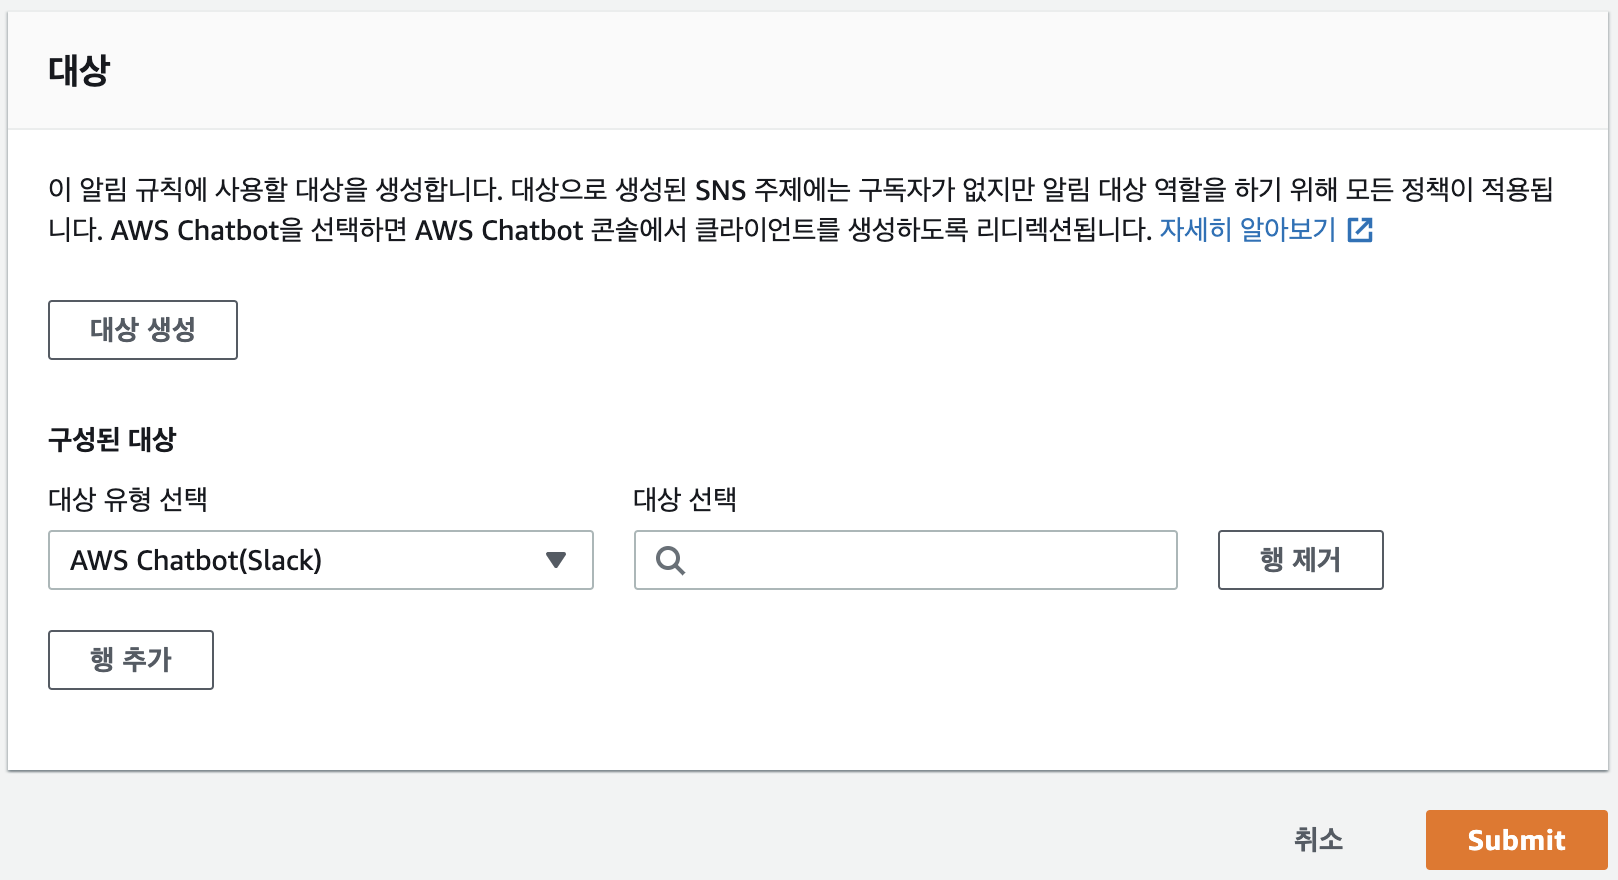 대상
이 알림 규칙에 사용할 대상을 생성합니다. 대상으로 생성된 SNS 주제에는 구독자가 없지만 알림 대상 역할을 하기 위해 모든 정책이 적용됩
니다. AWS Chatbot을 선택하면 AWS Chatbot 콘솔에서 클라이언트를 생성하도록 리디렉션됩니다. 자세히 알아보기
대상 생성
구성된 대상
대상 유형 선택 대상 선택
AWS Chatbot(Slack) 행 제거
행 추가
취소 Submit